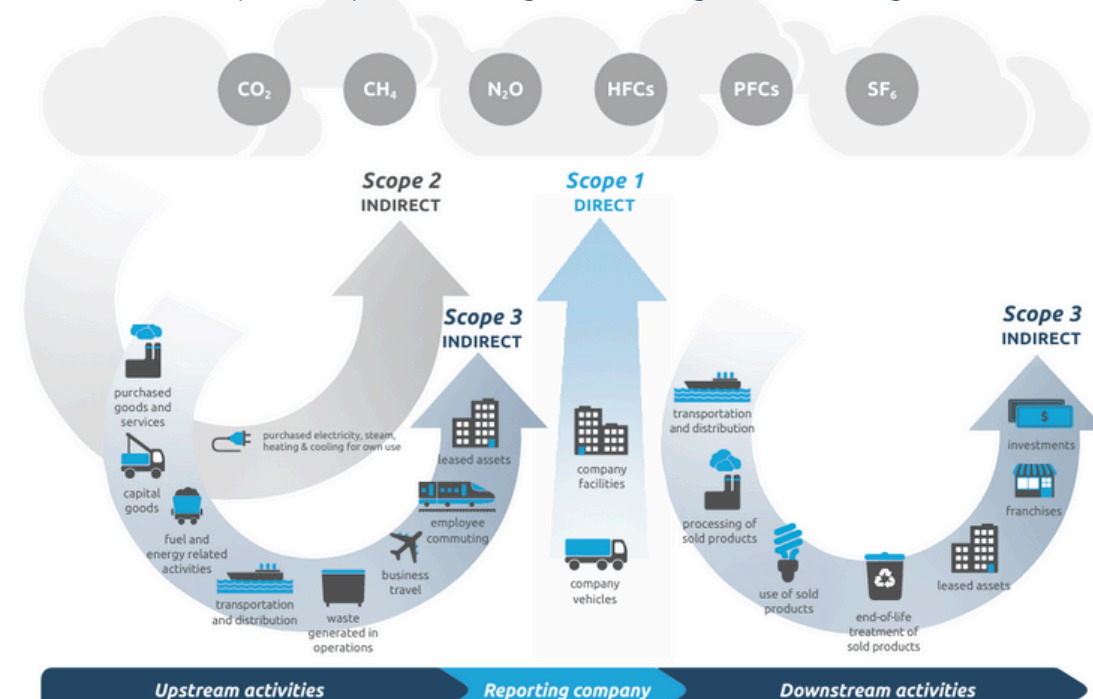 CO₂
CH₄
N₂O
HFCs
PFCs
SF₆
Scope 2
INDIRECT
Scope 1
DIRECT
Scope 3
INDIRECT
Scope 3
INDIRECT
purchased
goods and
services
purchased electricity, steam,
heating & cooling for own use
capital
goods
fuel and
energy related
activities
transportation
and distribution
waste
generated in
operations
business
travel
employee
commuting
leased assets
company
facilities
company
vehicles
transportation
and distribution
processing of
sold products
use of sold
products
end-of-life
treatment of
sold products
leased assets
franchises
$
investments
Upstream activities
Reporting company
Downstream activities